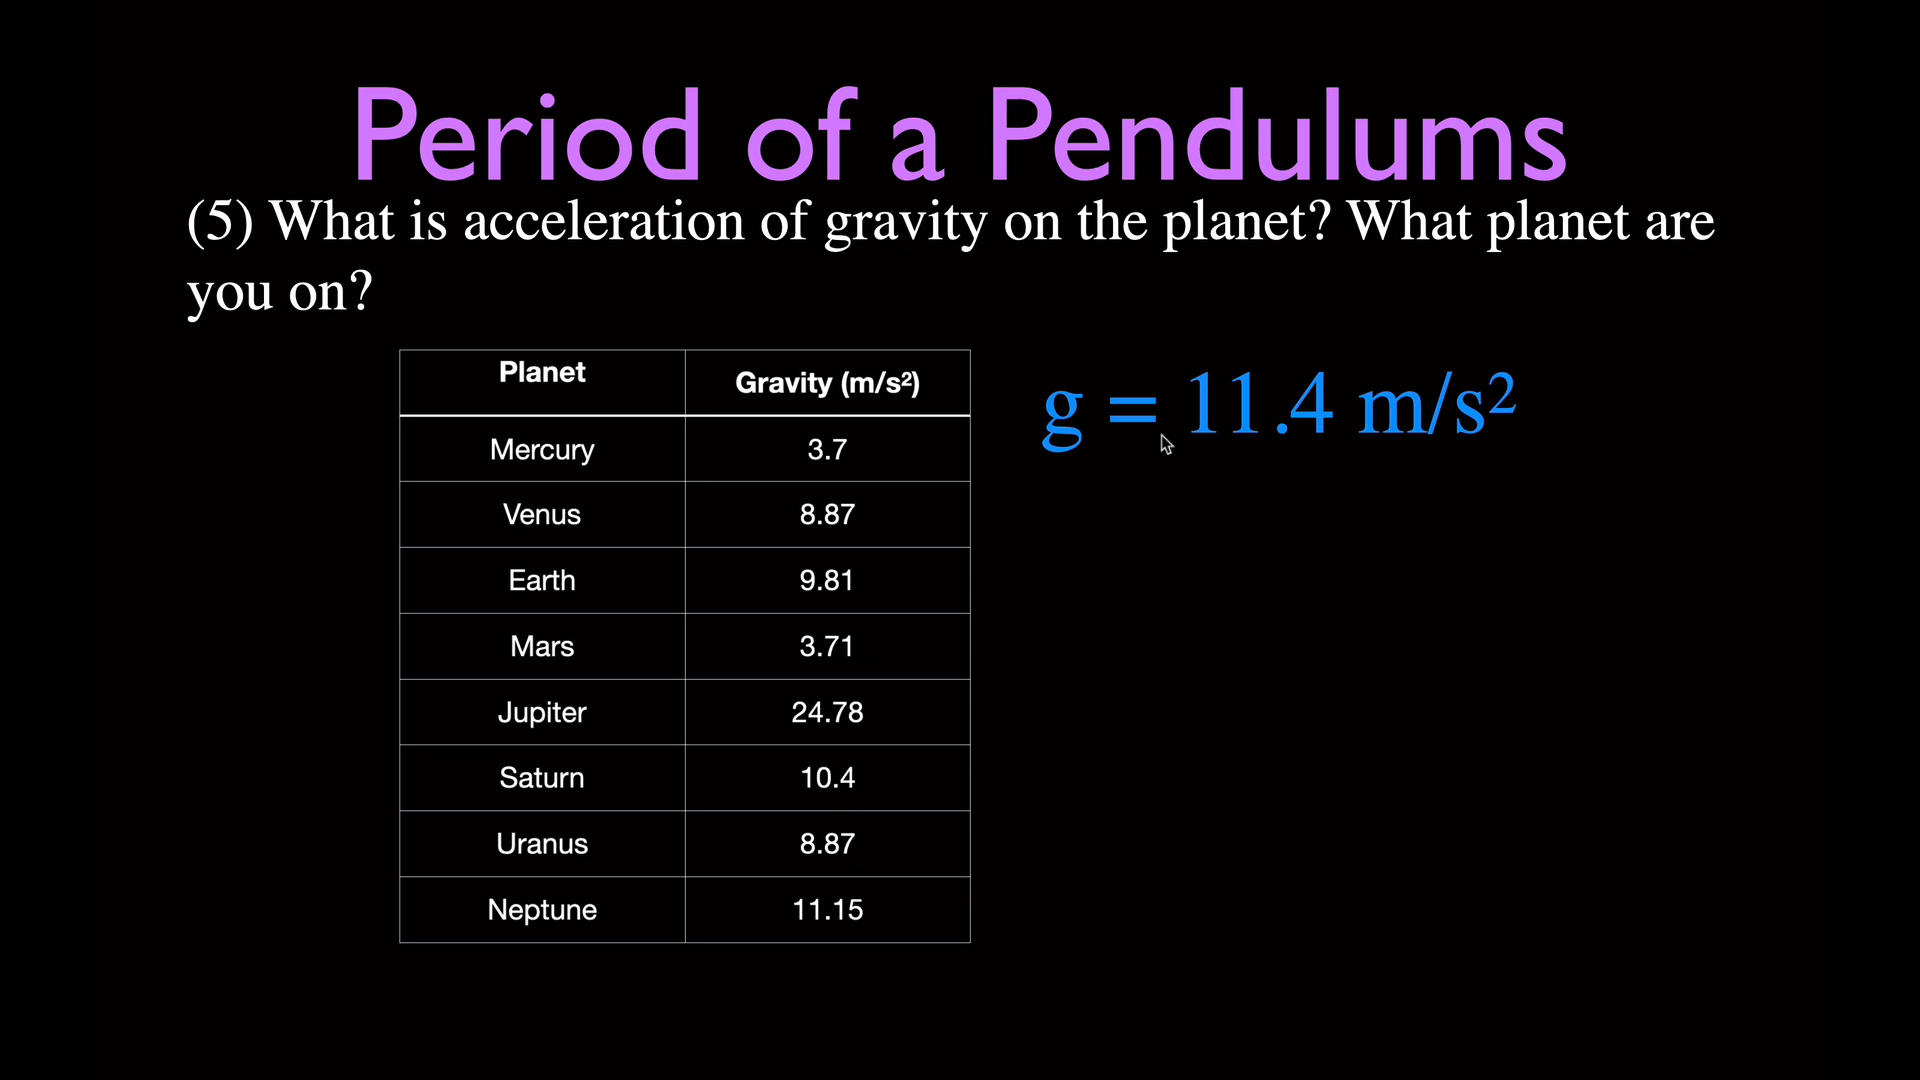 Period of a Pendulums
(5) What is acceleration of gravity on the planet? What planet are
you on?
Planet Gravity (m/s²)
Mercury 3.7
Venus 8.87
Earth 9.81
Mars 3.71
Jupiter 24.78
Saturn 10.4
Uranus 8.87
Neptune 11.15
g = 11.4 m/s²